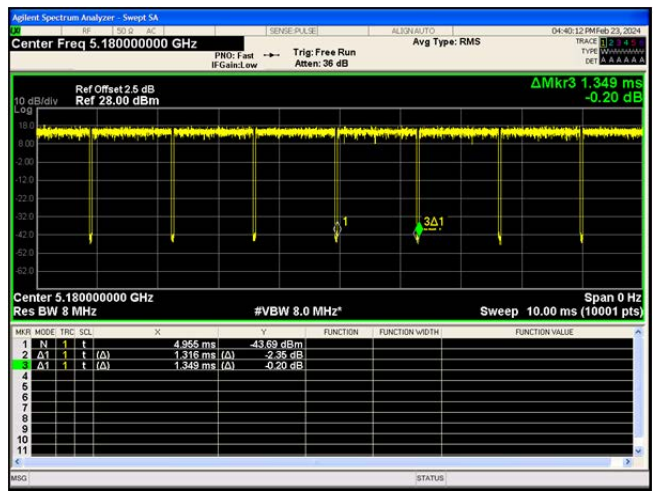 Agilent Spectrum Analyzer - Swept SA
RF 50 Ω AC SENSE:PULSE ALIGNAUTO 04:40:12 PM Feb 23, 2024
Center Freq 5.180000000 GHz
PNO: Fast
IFGain:Low
Trig: Free Run
Atten: 36 dB
Avg Type: RMS
TRACE 1 2 3 4 5 6
TYPE
DET A A A A A A
Ref Offset 2.5 dB
Ref 28.00 dBm
ΔMkr3 1.349 ms
-0.20 dB
10 dB/div
Log
18.0
8.00
-2.00
-12.0
-22.0
-32.0
-42.0
-52.0
-62.0
1
3Δ1
Center 5.180000000 GHz
Span 0 Hz
Res BW 8 MHz
#VBW 8.0 MHz*
Sweep 10.00 ms (10001 pts)
MKR MODE TRC SCL X Y FUNCTION FUNCTION WIDTH FUNCTION VALUE
1 N 1 t 4.955 ms -43.69 dBm
2 Δ1 1 t (Δ) 1.316 ms (Δ) -2.35 dB
3 Δ1 1 t (Δ) 1.349 ms (Δ) -0.20 dB
4
5
6
7
8
9
10
11
MSG STATUS